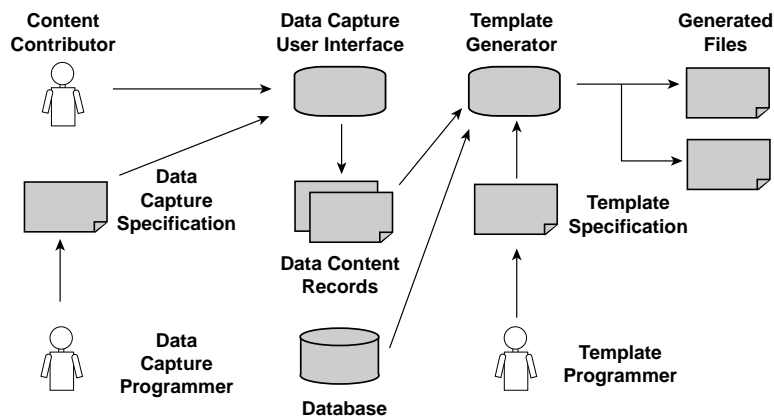 Content
Contributor
Data Capture
User Interface
Template
Generator
Generated
Files
Data
Capture
Specification
Data Content
Records
Template
Specification
Data
Capture
Programmer
Database
Template
Programmer